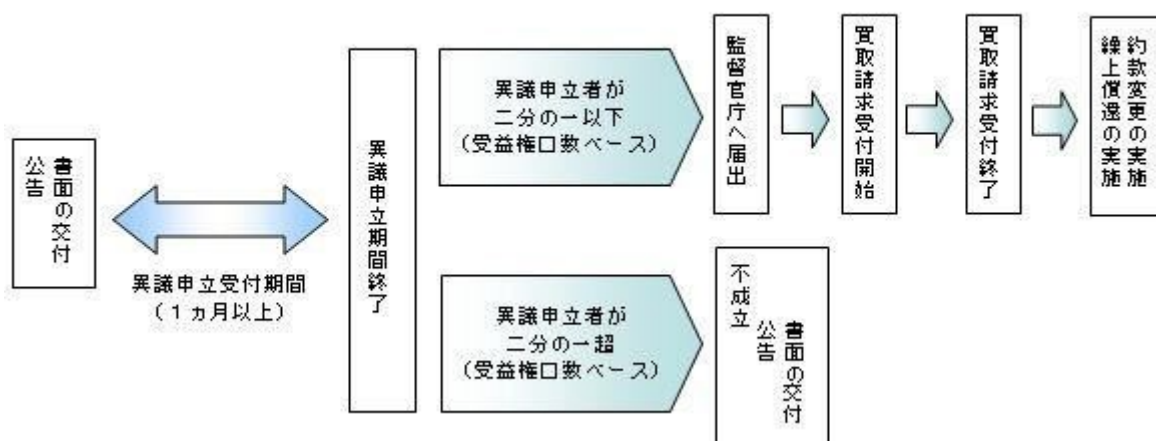 書面の交付
公告
異議申立受付期間
（１ヵ月以上）
異議申立期間終了
異議申立者が
二分の一以下
（受益権口数ベース）
監督官庁へ届出
買取請求受付開始
買取請求受付終了
約款変更の実施
繰上償還の実施
異議申立者が
二分の一超
（受益権口数ベース）
不成立
書面の交付
公告